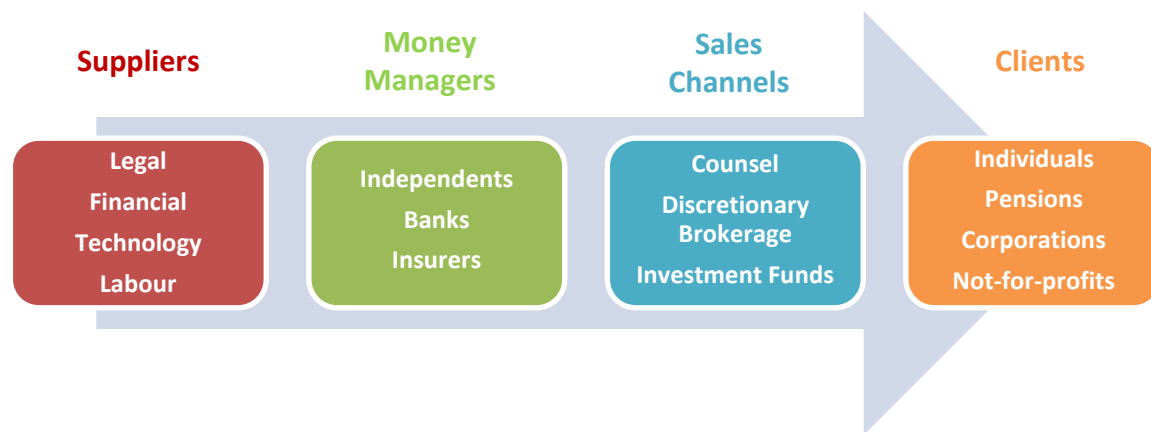 Suppliers
Money
Managers
Sales
Channels
Clients
Legal
Financial
Technology
Labour
Independents
Banks
Insurers
Counsel
Discretionary
Brokerage
Investment Funds
Individuals
Pensions
Corporations
Not-for-profits